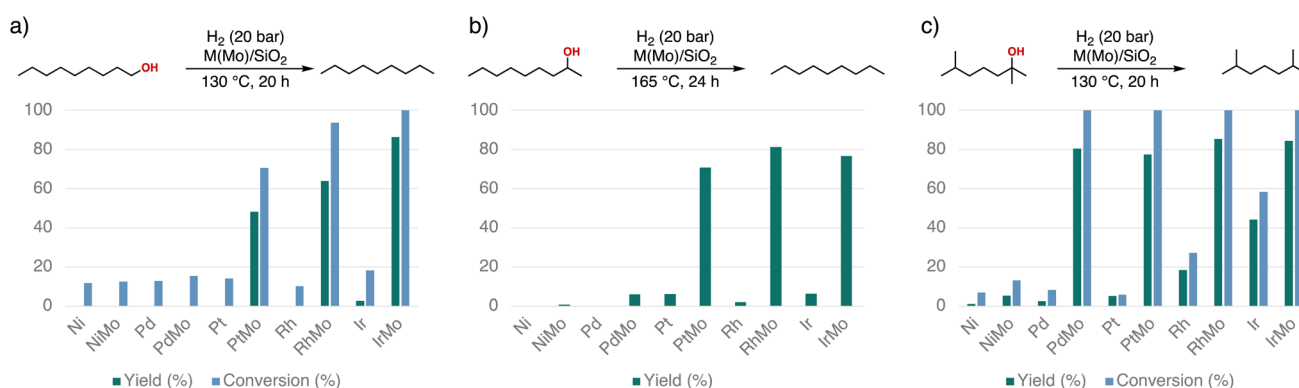 a)
H₂ (20 bar)
M(Mo)/SiO₂
130 °C, 20 h
OH
100
80
60
40
20
0
Ni
NiMo
Pd
PdMo
Pt
PtMo
Rh
RhMo
Ir
IrMo
Yield (%)
Conversion (%)
b)
OH
H₂ (20 bar)
M(Mo)/SiO₂
165 °C, 24 h
100
80
60
40
20
0
Ni
NiMo
Pd
PdMo
Pt
PtMo
Rh
RhMo
Ir
IrMo
Yield (%)
c)
OH
H₂ (20 bar)
M(Mo)/SiO₂
130 °C, 20 h
100
80
60
40
20
0
Ni
NiMo
Pd
PdMo
Pt
PtMo
Rh
RhMo
Ir
IrMo
Yield (%)
Conversion (%)